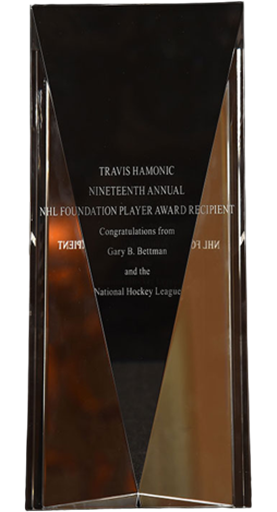 TRAVIS HAMONIC
NINETEENTH ANNUAL
NHL FOUNDATION PLAYER AWARD RECIPIENT
Congratulations from
Gary B. Bettman
and the
National Hockey League